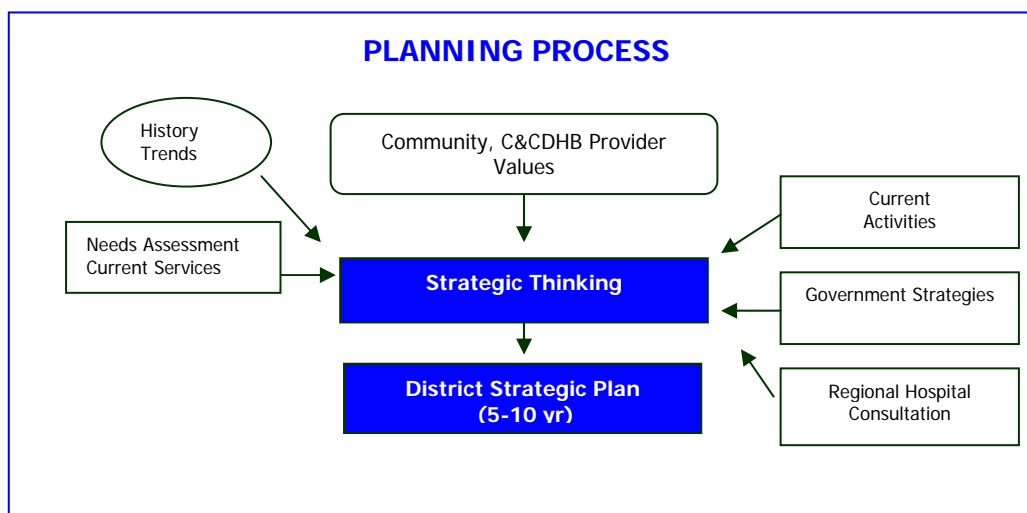 PLANNING PROCESS
History
Trends
Community, C&CDHB Provider
Values
Current
Activities
Needs Assessment
Current Services
Strategic Thinking
Government Strategies
District Strategic Plan
(5-10 yr)
Regional Hospital
Consultation